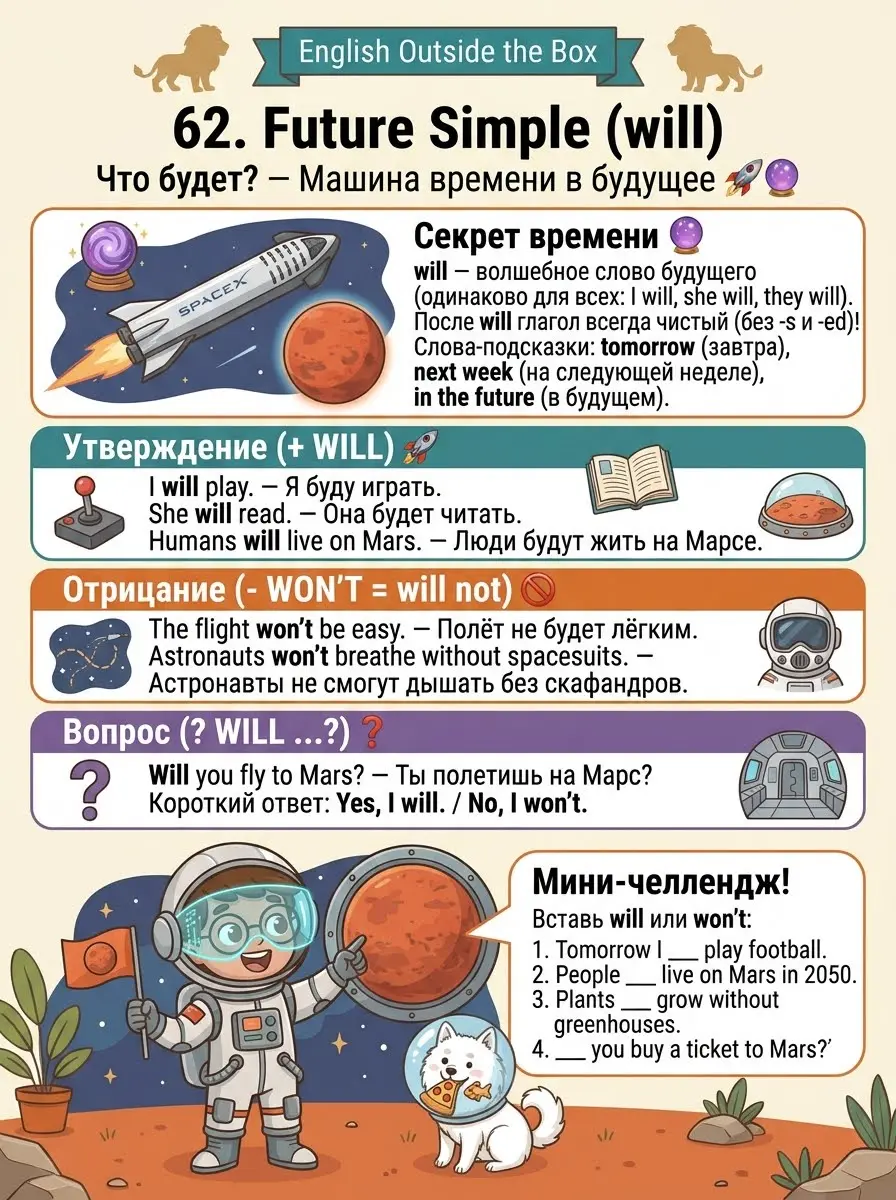 English Outside the Box
62. Future Simple (will)
Что будет? — Машина времени в будущее 🚀🔮
SPACEX
Секрет времени 🔮
will — волшебное слово будущего
(одинаково для всех: I will, she will, they will).
После will глагол всегда чистый (без -s и -ed)!
Слова-подсказки: tomorrow (завтра),
next week (на следующей неделе),
in the future (в будущем).
Утверждение (+ WILL) 🚀
I will play. — Я буду играть.
She will read. — Она будет читать.
Humans will live on Mars. — Люди будут жить на Марсе.
Отрицание (- WON'T = will not) 🚫
The flight won't be easy. — Полёт не будет лёгким.
Astronauts won't breathe without spacesuits. —
Астронавты не смогут дышать без скафандров.
Вопрос (? WILL ...?) ❓
?
Will you fly to Mars? — Ты полетишь на Марс?
Короткий ответ: Yes, I will. / No, I won't.
Мини-челлендж!
Вставь will или won't:
1. Tomorrow I ___ play football.
2. People ___ live on Mars in 2050.
3. Plants ___ grow without
greenhouses.
4. ___ you buy a ticket to Mars?'